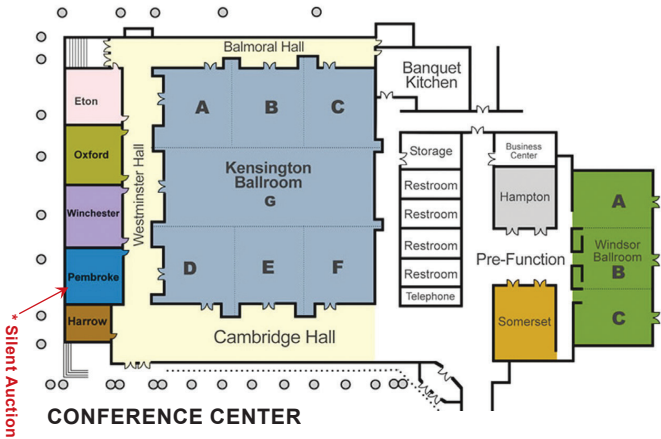 Balmoral Hall
Banquet
Kitchen
Eton
A
B
C
Oxford
Westminster Hall
Kensington
Ballroom
G
Storage
Business
Center
Restroom
Hampton
A
Winchester
Restroom
Restroom
Windsor
Ballroom
B
Pre-Function
Pembroke
D
E
F
Restroom
Telephone
Harrow
Cambridge Hall
Somerset
C
* Silent Auction
CONFERENCE CENTER